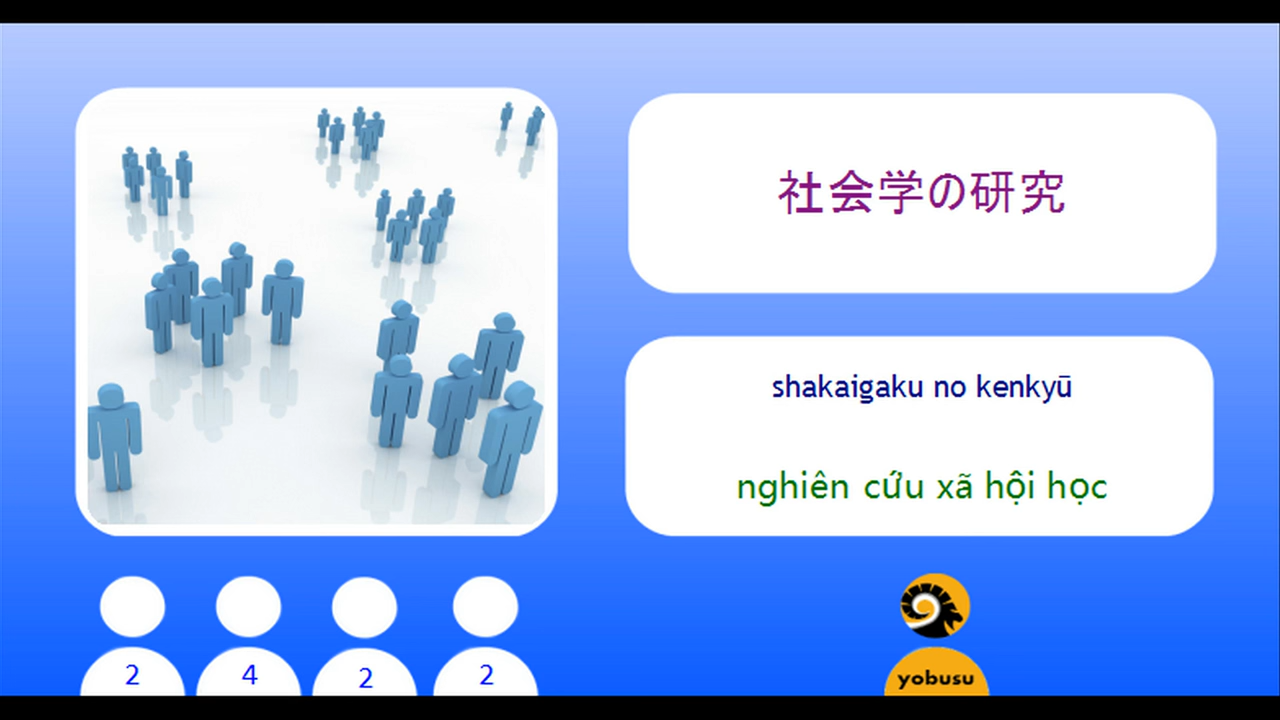 社会学の研究
shakaigaku no kenkyū
nghiên cứu xã hội học
2 4 2 2
yobusu